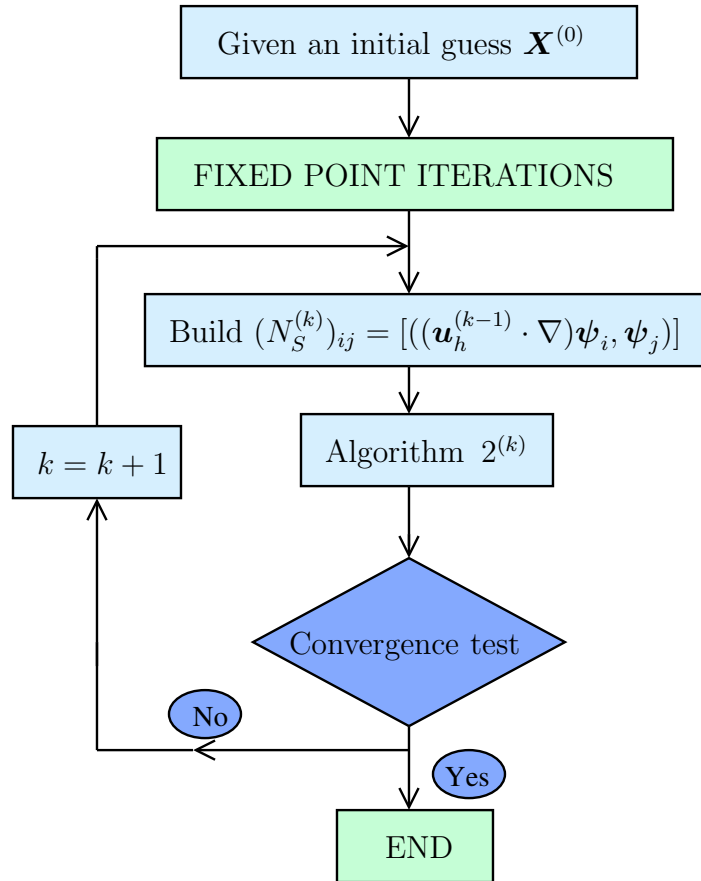 Given an initial guess 𝑿⁽⁰⁾
FIXED POINT ITERATIONS
Build (N_S^{(k)})_{ij} = [((𝒖_h^{(k−1)} · ∇)𝝍_i, 𝝍_j)]
k = k + 1
Algorithm 2⁽ᵏ⁾
Convergence test
No
Yes
END